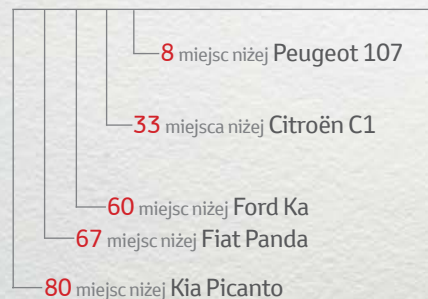 8 miejsc niżej Peugeot 107
33 miejsca niżej Citroën C1
60 miejsc niżej Ford Ka
67 miejsc niżej Fiat Panda
80 miejsc niżej Kia Picanto